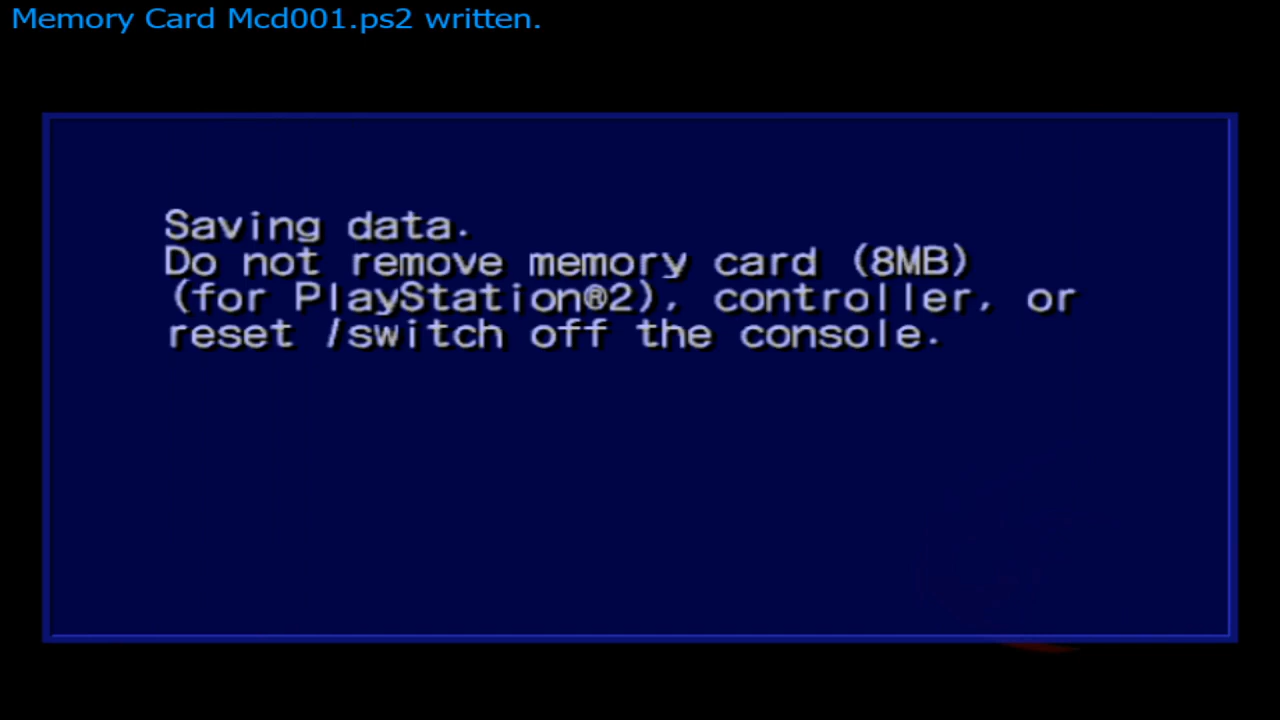 Memory Card Mcd001.ps2 written.
Saving data.
Do not remove memory card (8MB)
(for PlayStation®2), controller, or
reset /switch off the console.